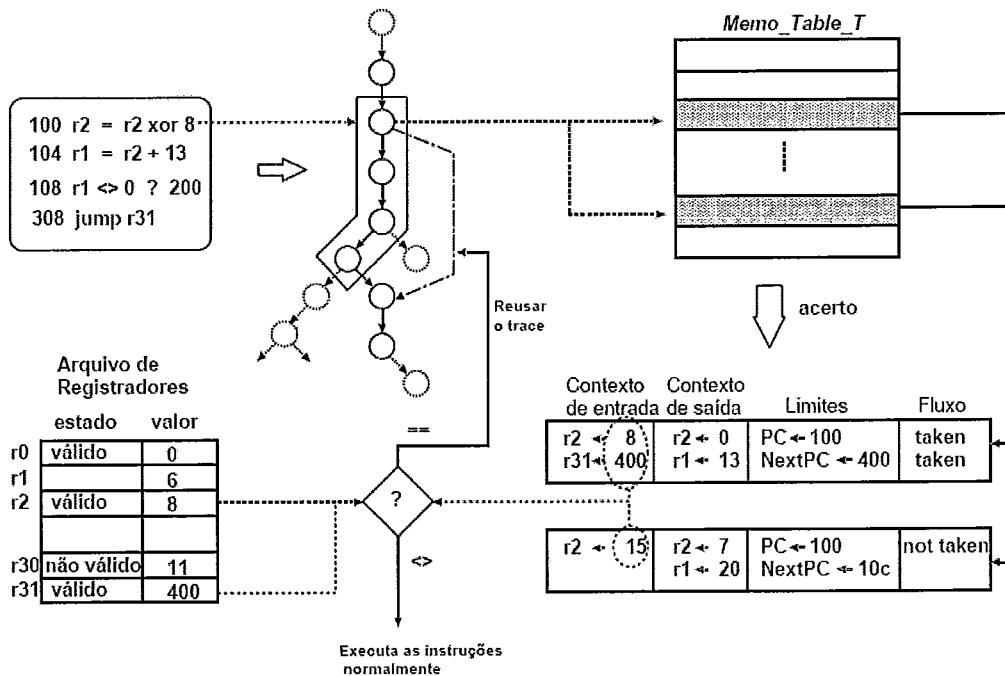 Memo_Table_T
100 r2 = r2 xor 8
104 r1 = r2 + 13
108 r1 <> 0 ? 200
308 jump r31
acerto
Reusar
o trace
Arquivo de
Registradores
estado valor
r0 válido 0
r1 6
r2 válido 8
r30 não válido 11
r31 válido 400
==
?
<>
Executa as instruções
normalmente
Contexto de entrada
Contexto de saída
Limites
Fluxo
r2 ← 8 r2 ← 0 PC ← 100 taken
r31 ← 400 r1 ← 13 NextPC ← 400 taken
r2 ← 15 r2 ← 7 PC ← 100 not taken
r1 ← 20 NextPC ← 10c